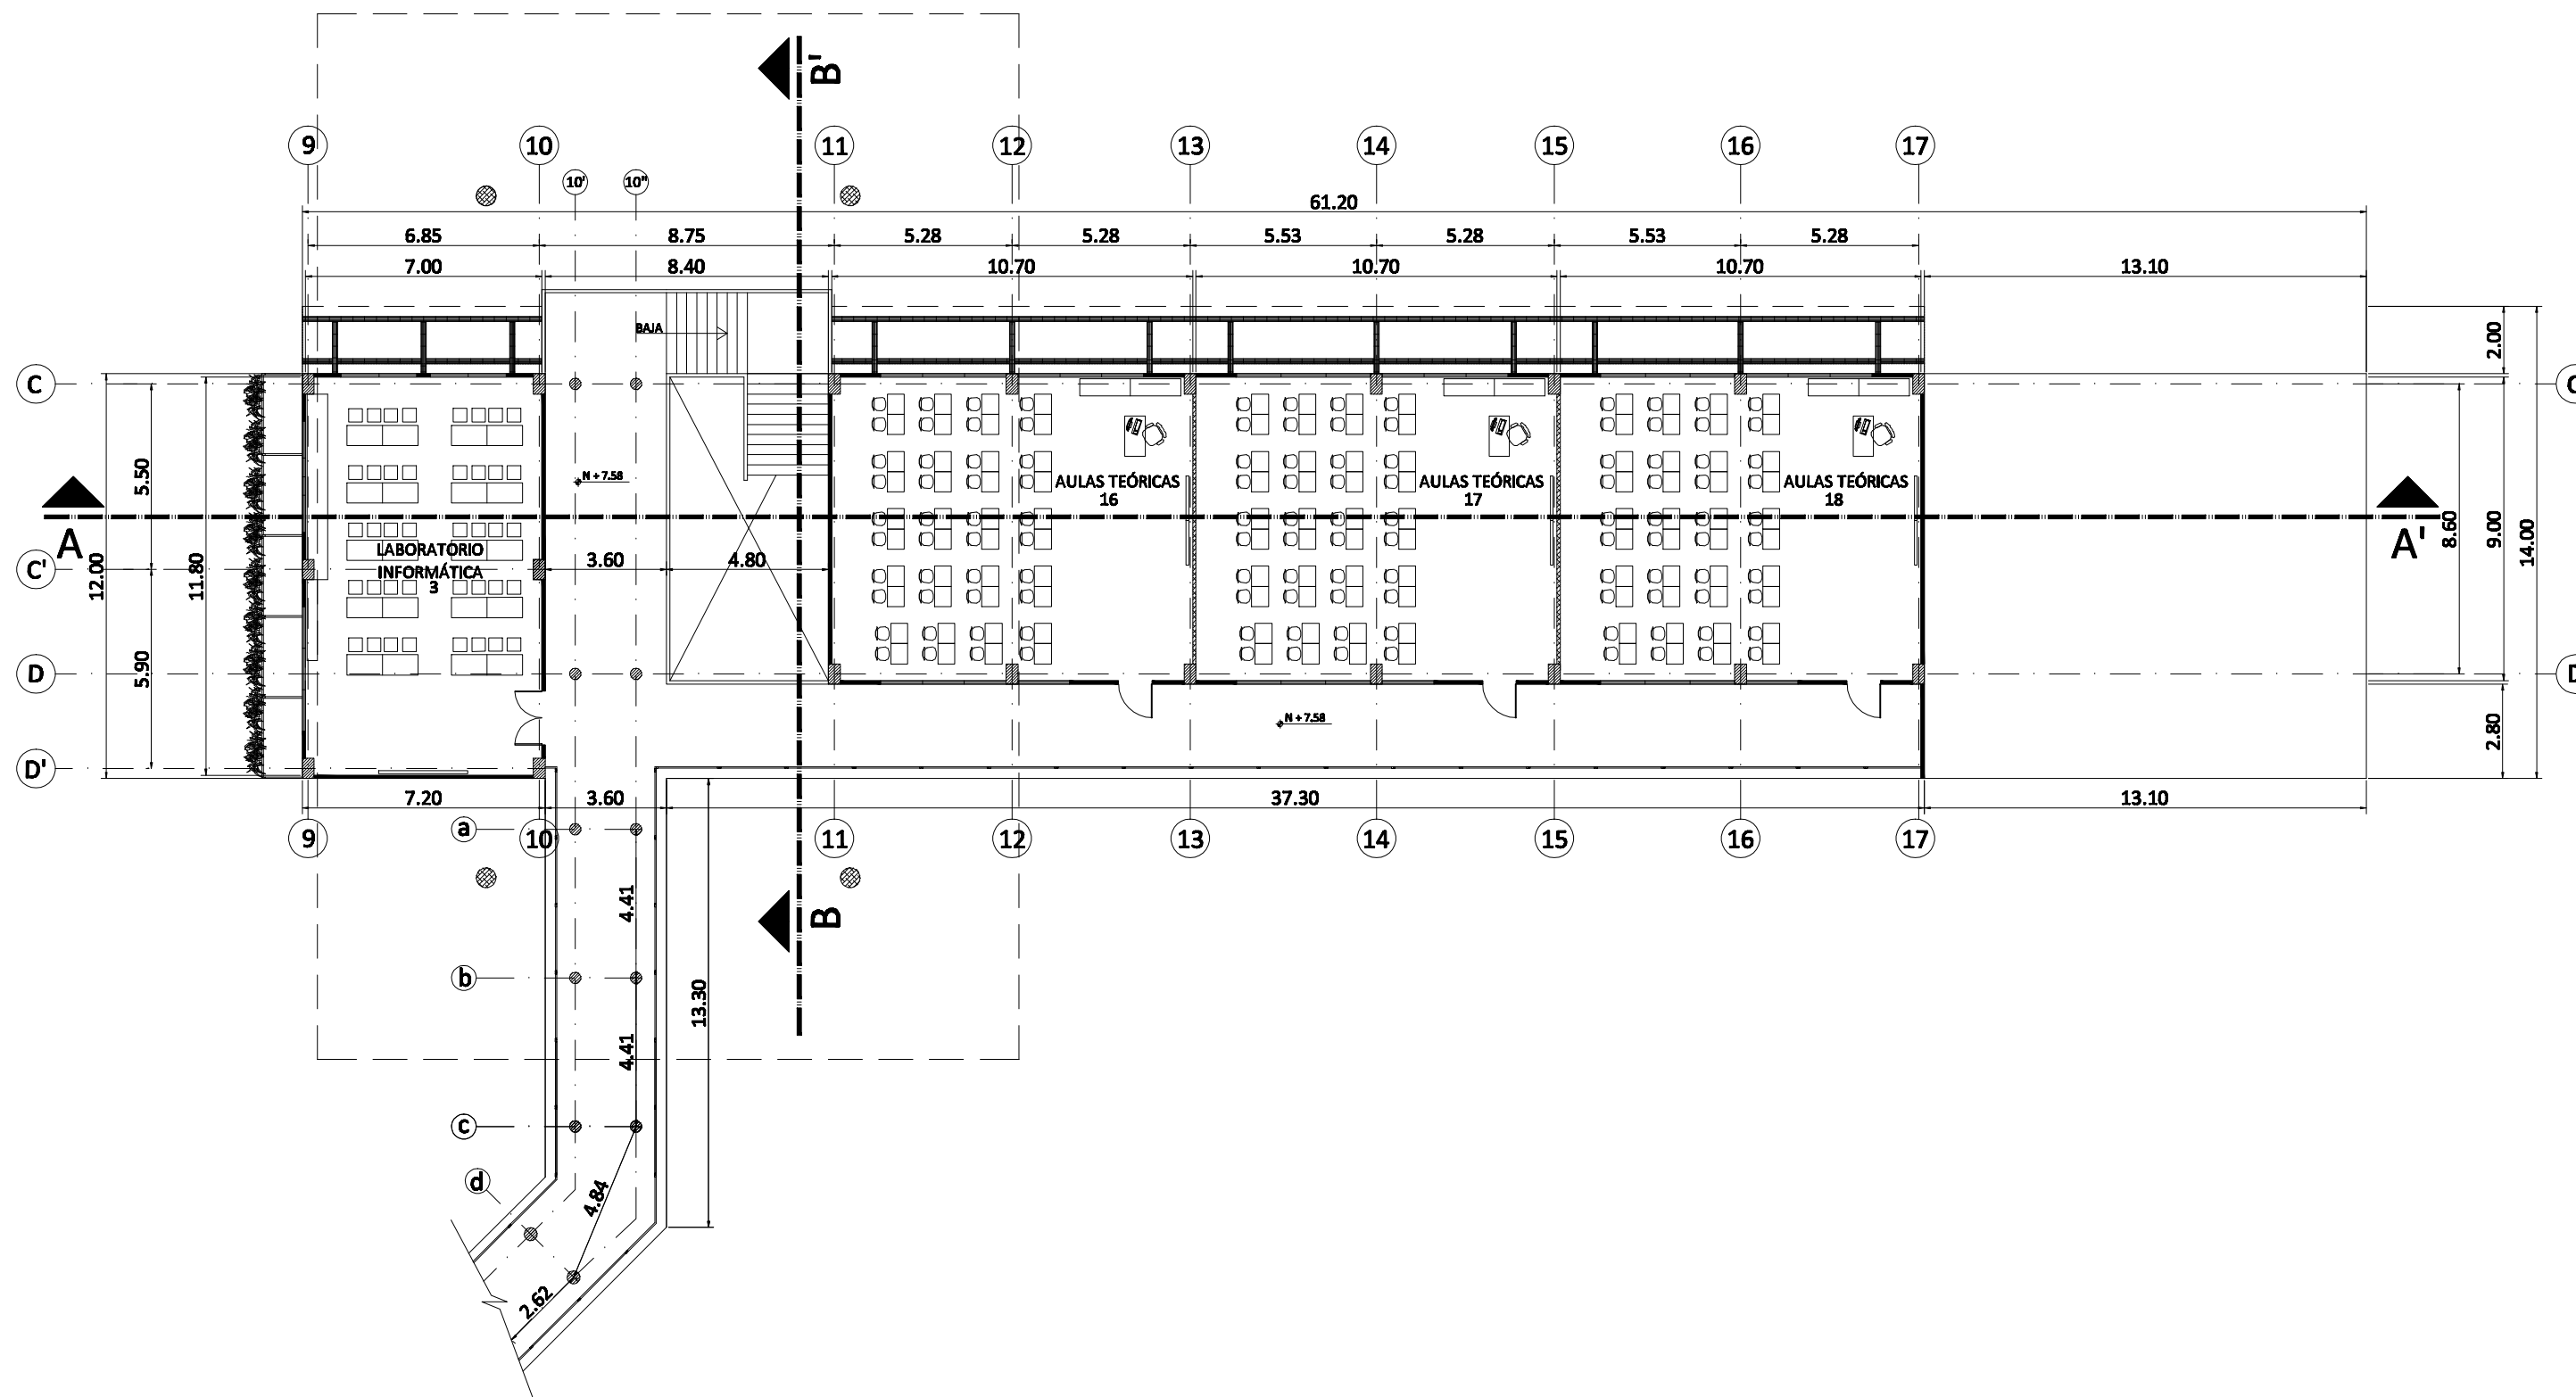 B'
9 10 11 12 13 14 15 16 17
10' 10"
61.20
6.85 8.75 5.28 5.28 5.53 5.28 5.53 5.28
7.00 8.40 10.70 10.70 10.70 13.10
BAJA
2.00
C
5.50
N + 7.58
AULAS TEÓRICAS
16
AULAS TEÓRICAS
17
AULAS TEÓRICAS
18
A A'
8.60
9.00
14.00
12.00
11.80
C'
LABORATORIO
INFORMÁTICA
3
3.60 4.80
5.90
D D
N + 7.58
2.80
D'
7.20 3.60 37.30 13.10
a
9 10 11 12 13 14 15 16 17
4.41
B
b
13.30
4.41
c
d
4.84
2.62